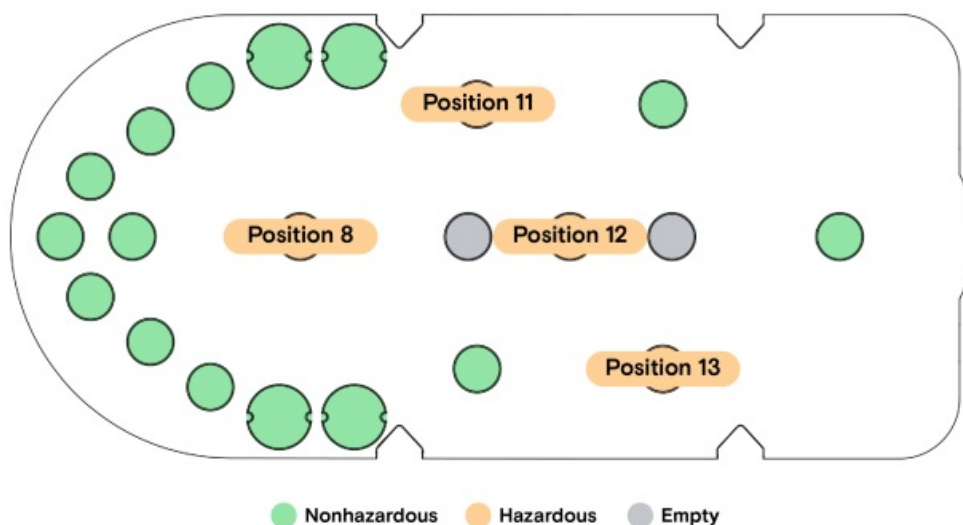 Position 11
Position 8
Position 12
Position 13
Nonhazardous
Hazardous
Empty